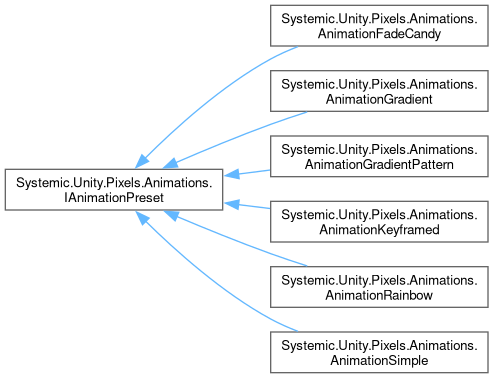 Systemic.Unity.Pixels.Animations.
AnimationFadeCandy
Systemic.Unity.Pixels.Animations.
AnimationGradient
Systemic.Unity.Pixels.Animations.
AnimationGradientPattern
Systemic.Unity.Pixels.Animations.
IAnimationPreset
Systemic.Unity.Pixels.Animations.
AnimationKeyframed
Systemic.Unity.Pixels.Animations.
AnimationRainbow
Systemic.Unity.Pixels.Animations.
AnimationSimple